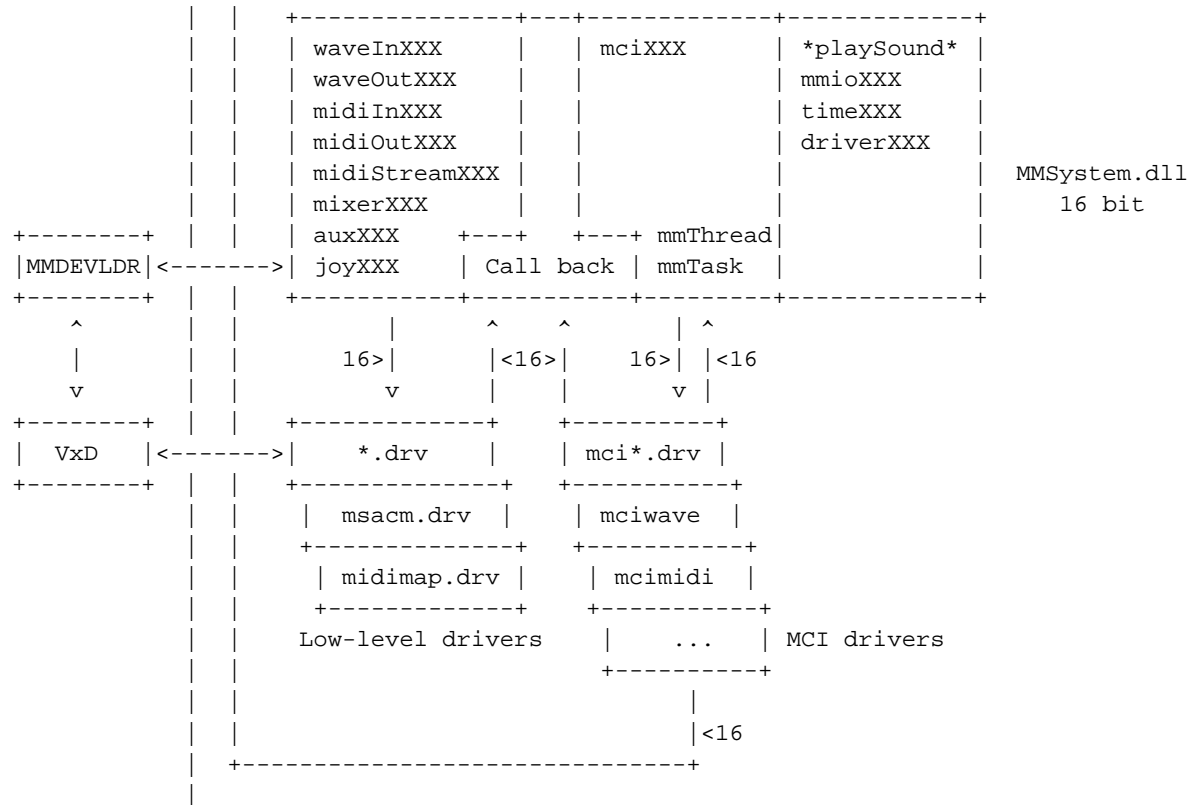 waveInXXX mciXXX *playSound*
waveOutXXX mmioXXX
midiInXXX timeXXX
midiOutXXX driverXXX
midiStreamXXX MMSystem.dll
mixerXXX 16 bit
auxXXX mmThread
MMDEVLDR <-------> joyXXX Call back mmTask
^ ^ ^ ^
16> <16> 16> <16
v v v
VxD <-------> *.drv mci*.drv
msacm.drv mciwave
midimap.drv mcimidi
Low-level drivers ... MCI drivers
<16